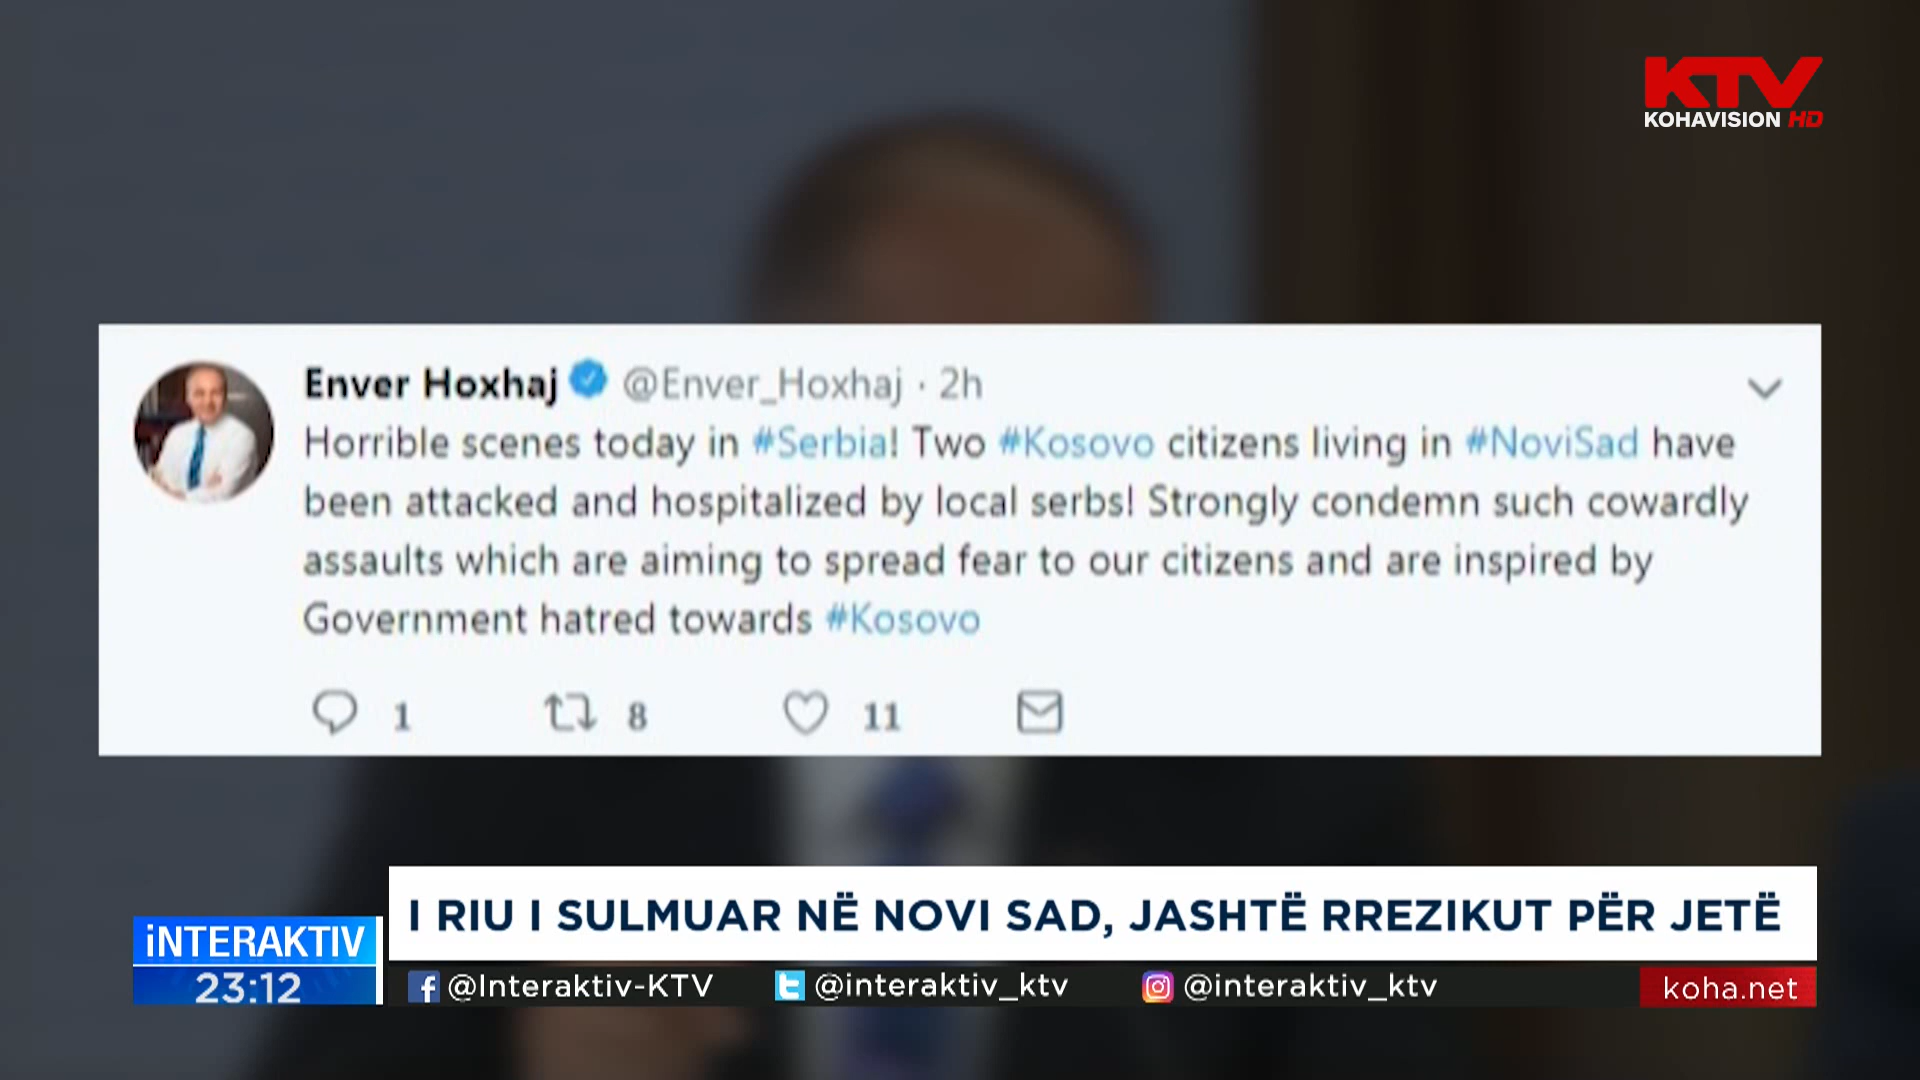 KTV
KOHAVISION HD
Enver Hoxhaj @Enver_Hoxhaj · 2h
Horrible scenes today in #Serbia! Two #Kosovo citizens living in #NoviSad have
been attacked and hospitalized by local serbs! Strongly condemn such cowardly
assaults which are aiming to spread fear to our citizens and are inspired by
Government hatred towards #Kosovo
1 8 11
I RIU I SULMUAR NË NOVI SAD, JASHTË RREZIKUT PËR JETË
iNTERAKTIV
23:12
@Interaktiv-KTV @interaktiv_ktv @interaktiv_ktv koha.net